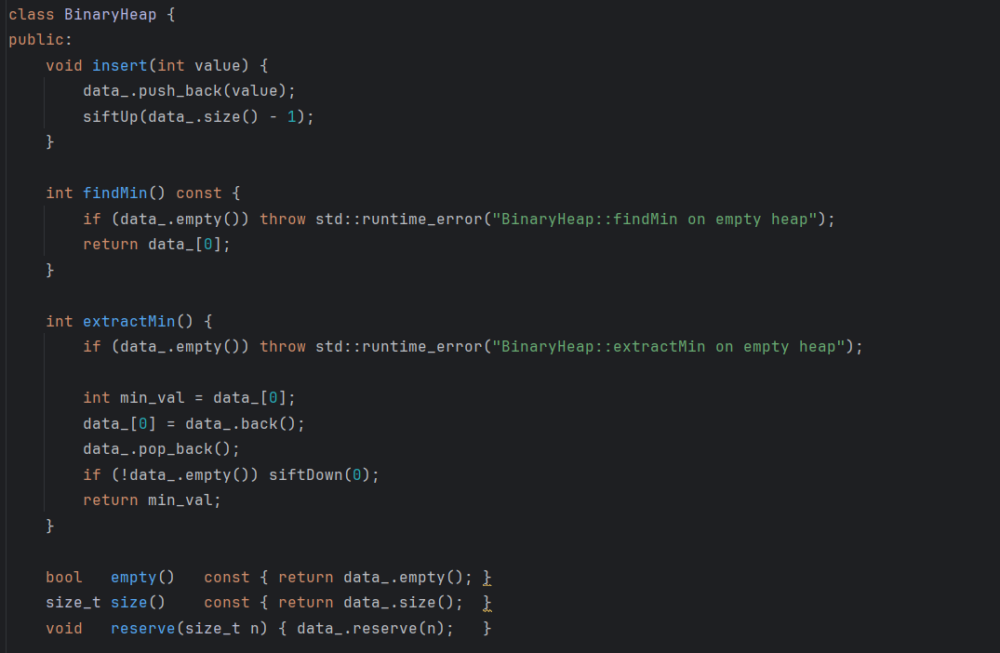 class BinaryHeap {
public:
    void insert(int value) {
        data_.push_back(value);
        siftUp(data_.size() - 1);
    }

    int findMin() const {
        if (data_.empty()) throw std::runtime_error("BinaryHeap::findMin on empty heap");
        return data_[0];
    }

    int extractMin() {
        if (data_.empty()) throw std::runtime_error("BinaryHeap::extractMin on empty heap");

        int min_val = data_[0];
        data_[0] = data_.back();
        data_.pop_back();
        if (!data_.empty()) siftDown(0);
        return min_val;
    }

    bool   empty()   const { return data_.empty(); }
    size_t size()    const { return data_.size();  }
    void   reserve(size_t n) { data_.reserve(n);   }